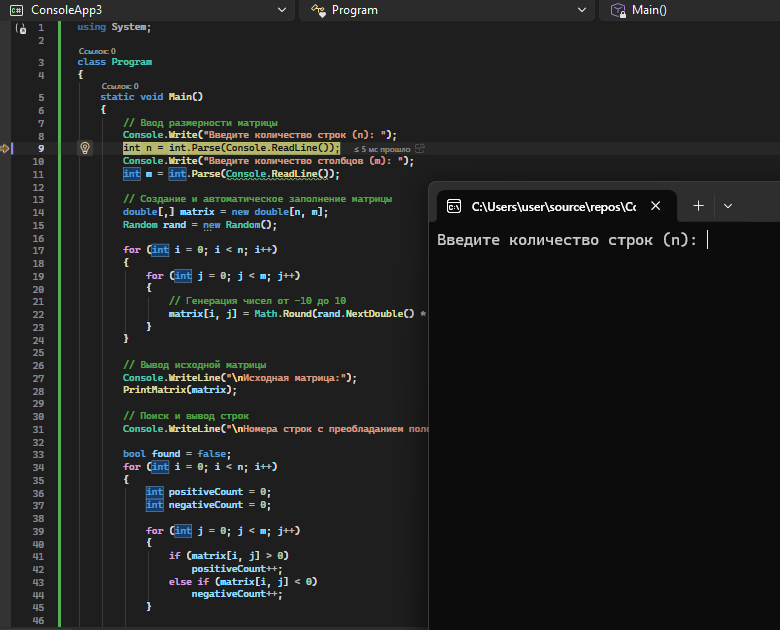 ConsoleApp3 Program Main()
1 using System;
2
Ссылок: 0
3 class Program
4 {
Ссылок: 0
5 static void Main()
6 {
7 // Ввод размерности матрицы
8 Console.Write("Введите количество строк (n): ");
9 int n = int.Parse(Console.ReadLine()); ≤ 5 мс прошло
10 Console.Write("Введите количество столбцов (m): ");
11 int m = int.Parse(Console.ReadLine());
12
13 // Создание и автоматическое заполнение матрицы
14 double[,] matrix = new double[n, m];
15 Random rand = new Random();
16
17 for (int i = 0; i < n; i++)
18 {
19 for (int j = 0; j < m; j++)
20 {
21 // Генерация чисел от -10 до 10
22 matrix[i, j] = Math.Round(rand.NextDouble() *
23 }
24 }
25
26 // Вывод исходной матрицы
27 Console.WriteLine("\nИсходная матрица:");
28 PrintMatrix(matrix);
29
30 // Поиск и вывод строк
31 Console.WriteLine("\nНомера строк с преобладанием пол
32
33 bool found = false;
34 for (int i = 0; i < n; i++)
35 {
36 int positiveCount = 0;
37 int negativeCount = 0;
38
39 for (int j = 0; j < m; j++)
40 {
41 if (matrix[i, j] > 0)
42 positiveCount++;
43 else if (matrix[i, j] < 0)
44 negativeCount++;
45 }
46
C:\Users\user\source\repos\Co
Введите количество строк (n):